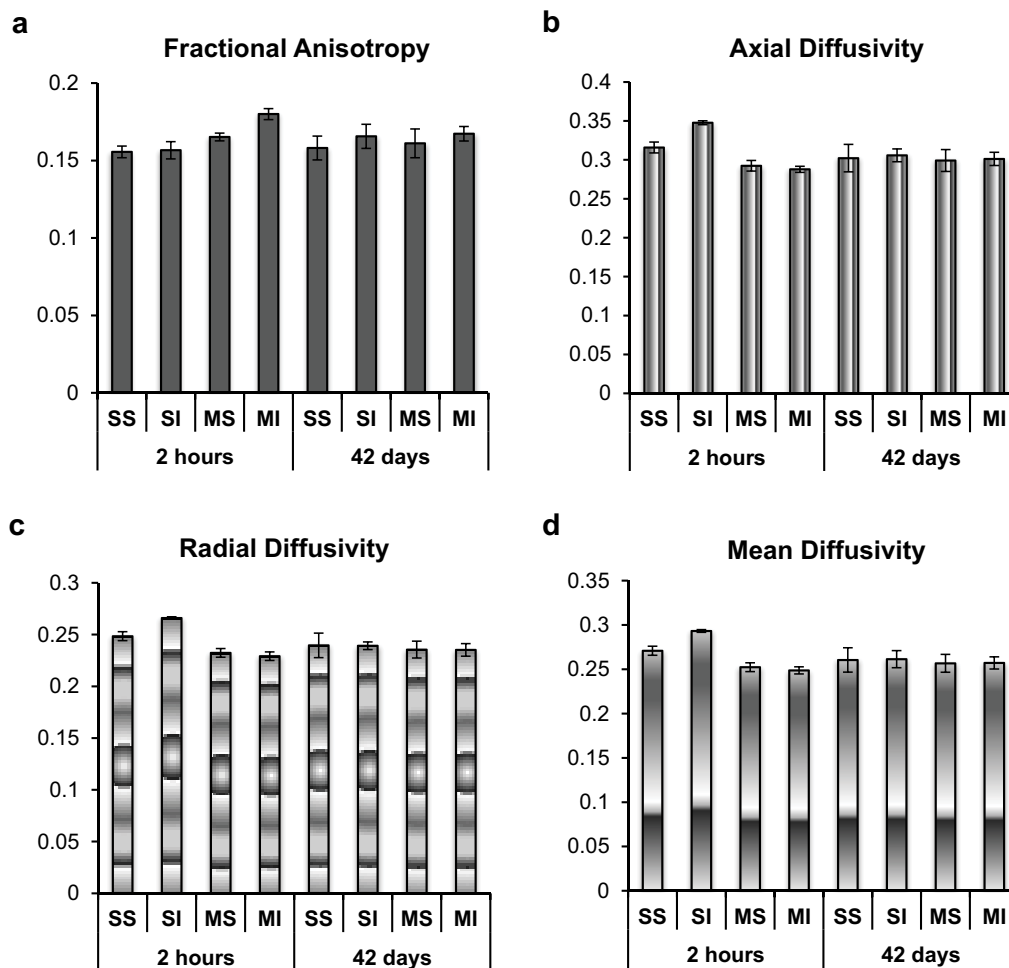 a
Fractional Anisotropy
0.2
0.15
0.1
0.05
0
SS SI MS MI SS SI MS MI
2 hours 42 days
b
Axial Diffusivity
0.4
0.35
0.3
0.25
0.2
0.15
0.1
0.05
0
SS SI MS MI SS SI MS MI
2 hours 42 days
c
Radial Diffusivity
0.3
0.25
0.2
0.15
0.1
0.05
0
SS SI MS MI SS SI MS MI
2 hours 42 days
d
Mean Diffusivity
0.35
0.3
0.25
0.2
0.15
0.1
0.05
0
SS SI MS MI SS SI MS MI
2 hours 42 days